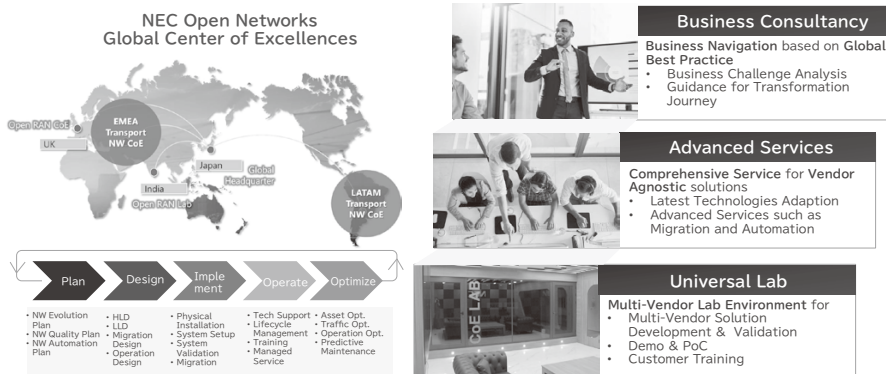 NEC Open Networks
Global Center of Excellences
Open RAN CoE
UK
EMEA
Transport
NW CoE
Japan
Global
Headquarter
India
Open RAN Lab
LATAM
Transport
NW CoE
Plan
Design
Imple
ment
Operate
Optimize
• NW Evolution
Plan
• NW Quality Plan
• NW Automation
Plan
• HLD
• LLD
• Migration
Design
• Operation
Design
• Physical
Installation
• System Setup
• System
Validation
• Migration
• Tech Support
• Lifecycle
Management
• Training
• Managed
Service
• Asset Opt.
• Traffic Opt.
• Operation Opt.
• Predictive
Maintenance
Business Consultancy
Business Navigation based on Global
Best Practice
• Business Challenge Analysis
• Guidance for Transformation
Journey
Advanced Services
Comprehensive Service for Vendor
Agnostic solutions
• Latest Technologies Adaption
• Advanced Services such as
Migration and Automation
CoE LAB
Universal Lab
Multi-Vendor Lab Environment for
• Multi-Vendor Solution
Development & Validation
• Demo & PoC
• Customer Training